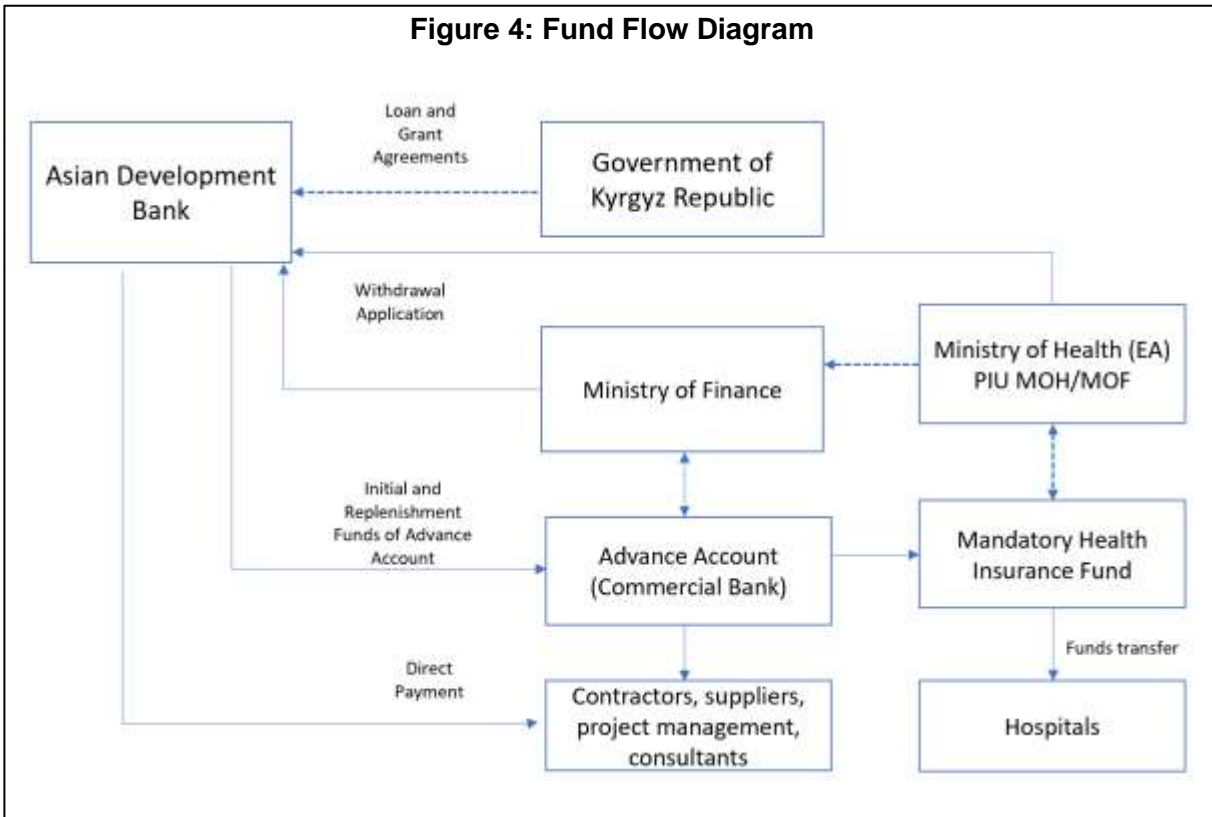 Figure 4: Fund Flow Diagram
Loan and
Grant
Agreements
Asian Development
Bank
Government of
Kyrgyz Republic
Withdrawal
Application
Ministry of Finance
Ministry of Health (EA)
PIU MOH/MOF
Initial and
Replenishment
Funds of Advance
Account
Advance Account
(Commercial Bank)
Mandatory Health
Insurance Fund
Funds transfer
Direct
Payment
Contractors, suppliers,
project management,
consultants
Hospitals